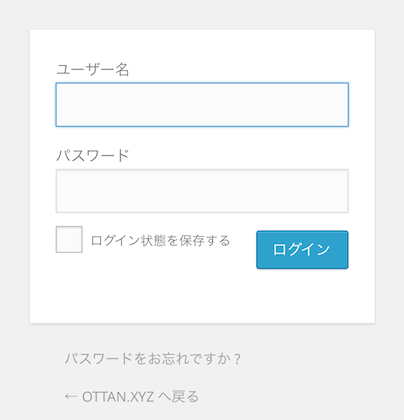 ユーザー名
パスワード
ログイン状態を保存する
ログイン
パスワードをお忘れですか ?
← OTTAN.XYZ へ戻る